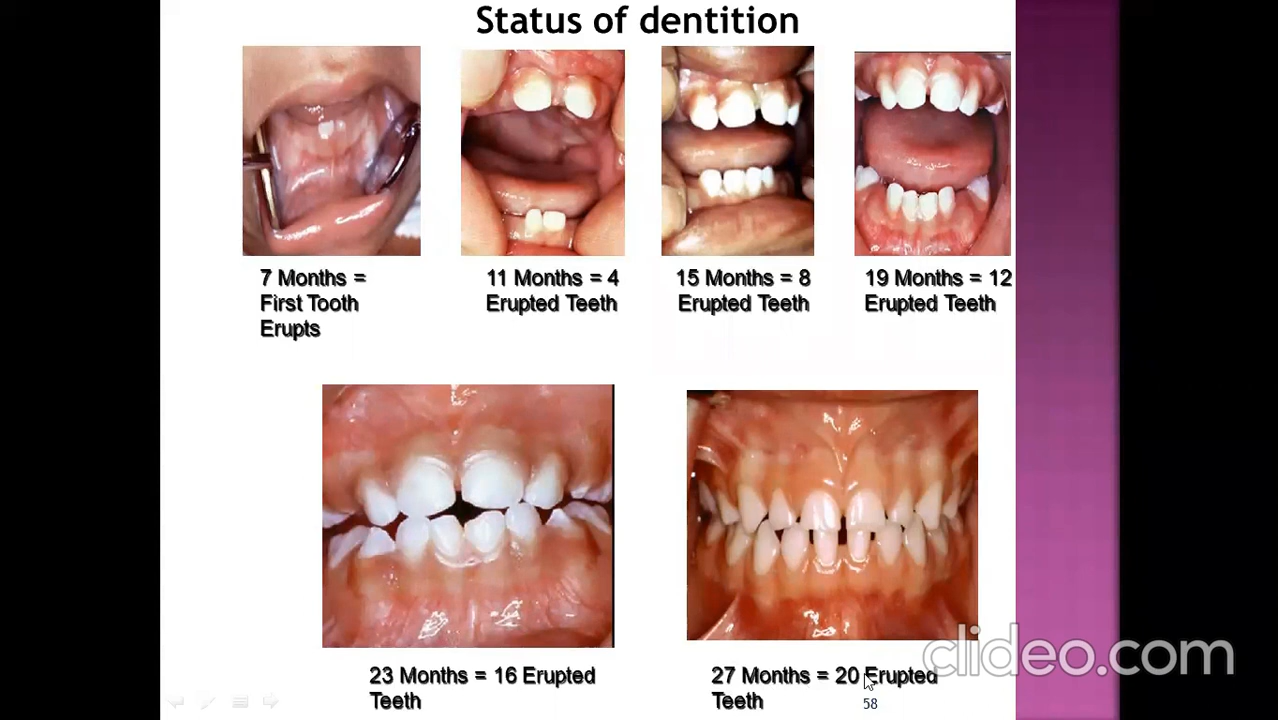 Status of dentition
7 Months =
First Tooth
Erupts
11 Months = 4
Erupted Teeth
15 Months = 8
Erupted Teeth
19 Months = 12
Erupted Teeth
23 Months = 16 Erupted
Teeth
27 Months = 20 Erupted
Teeth
58
clideo.com